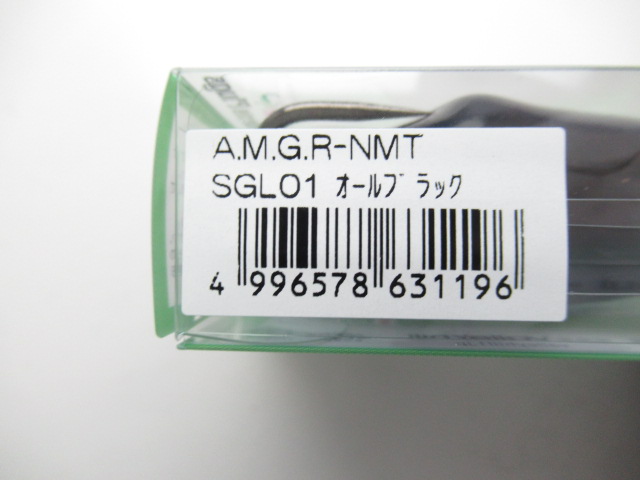 A.M.G.R-NMT
SGL01 ｵｰﾙﾌﾞﾗｯｸ
4 996578 631196